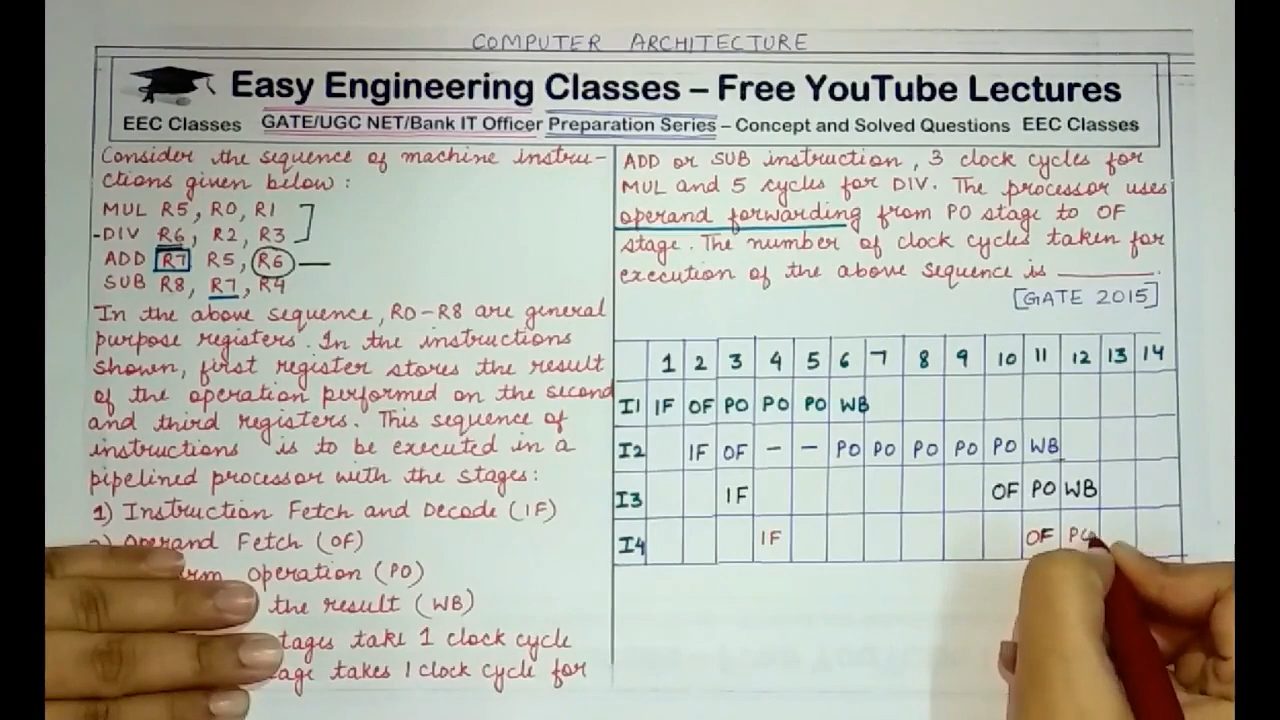 COMPUTER ARCHITECTURE
Easy Engineering Classes – Free YouTube Lectures
EEC Classes GATE/UGC NET/Bank IT Officer Preparation Series – Concept and Solved Questions EEC Classes
Consider the sequence of machine instru-
ctions given below:
MUL R5, R0, R1
-DIV R6, R2, R3
ADD R7 R5, R6
SUB R8, R7, R4
In the above sequence, R0-R8 are general
purpose registers. In the instructions
shown, first register stores the result
of the operation performed on the second
and third registers. This sequence of
instructions is to be executed in a
pipelined processor with the stages:
1) Instruction Fetch and Decode (IF)
Operand Fetch (OF)
operation (PO)
the result (WB)
take 1 clock cycle
takes 1 clock cycle for
ADD or SUB instruction, 3 clock cycles for
MUL and 5 cycles for DIV. The processor uses
operand forwarding from PO stage to OF
stage. The number of clock cycles taken for
execution of the above sequence is ________.
[GATE 2015]
1 2 3 4 5 6 7 8 9 10 11 12 13 14
I1 IF OF PO PO PO WB
I2 IF OF - - PO PO PO PO PO WB
I3 IF OF PO WB
I4 IF OF